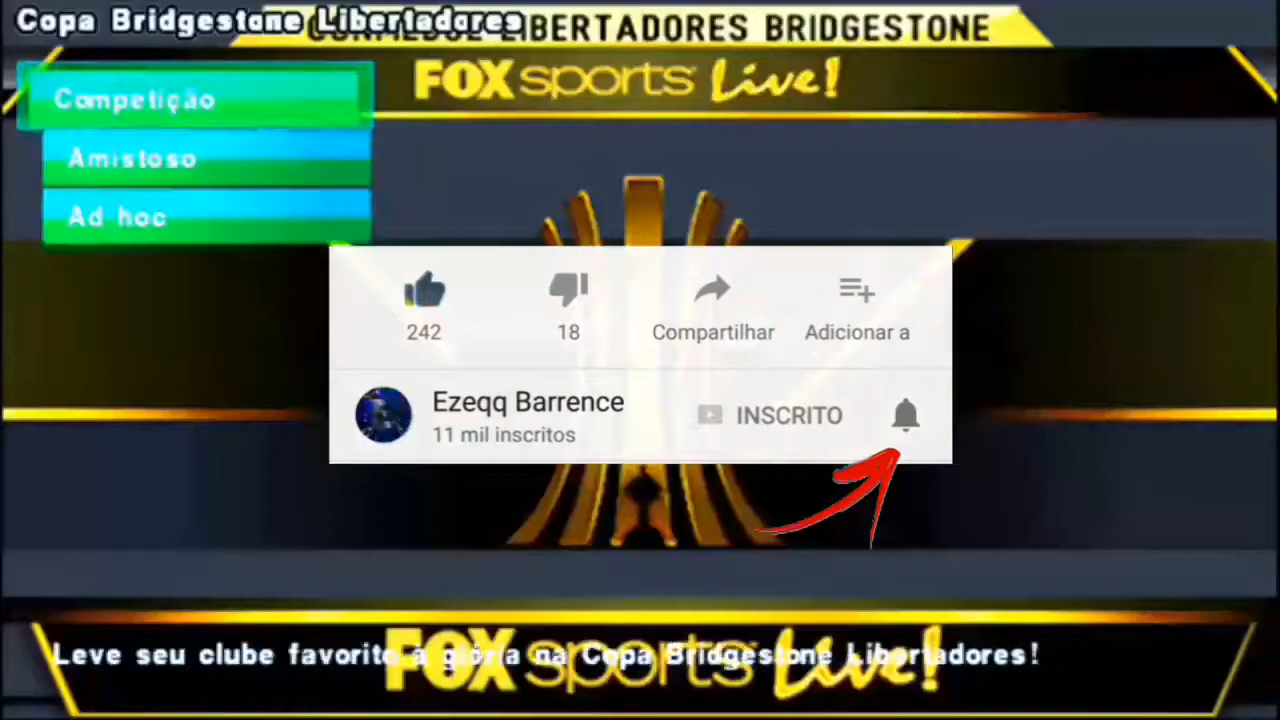 Copa Bridgestone Libertadores
LIBERTADORES BRIDGESTONE
FOX sports Live!
Competição
Amistoso
Ad hoc
242
18
Compartilhar
Adicionar a
Ezeqq Barrence
11 mil inscritos
INSCRITO
Leve seu clube favorito à glória na Copa Bridgestone Libertadores!
FOX sports Live!